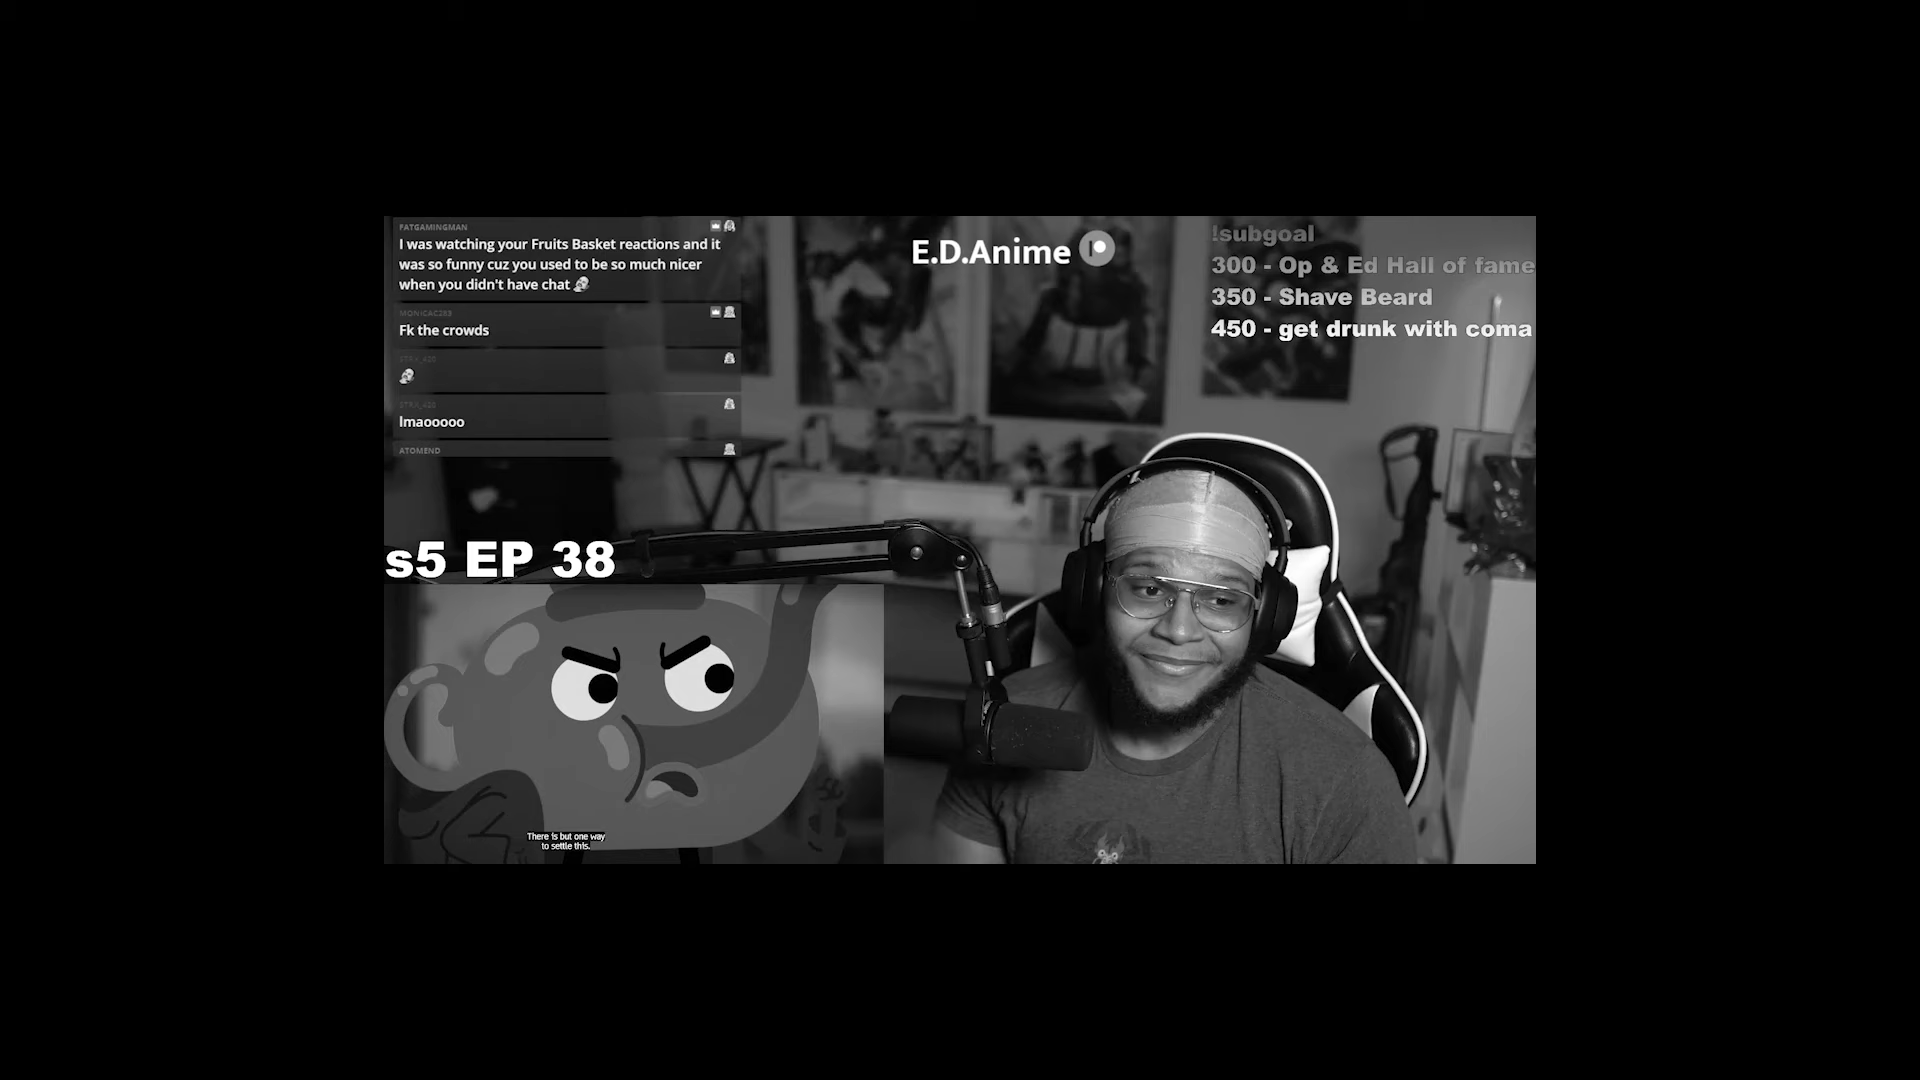 FATGAMINGMAN
I was watching your Fruits Basket reactions and it
was so funny cuz you used to be so much nicer
when you didn't have chat
MONICAC283
Fk the crowds
lmaooooo
ATOMEND
E.D.Anime
!subgoal
300 - Op & Ed Hall of fame
350 - Shave Beard
450 - get drunk with coma
s5 EP 38
There is but one way
to settle this.